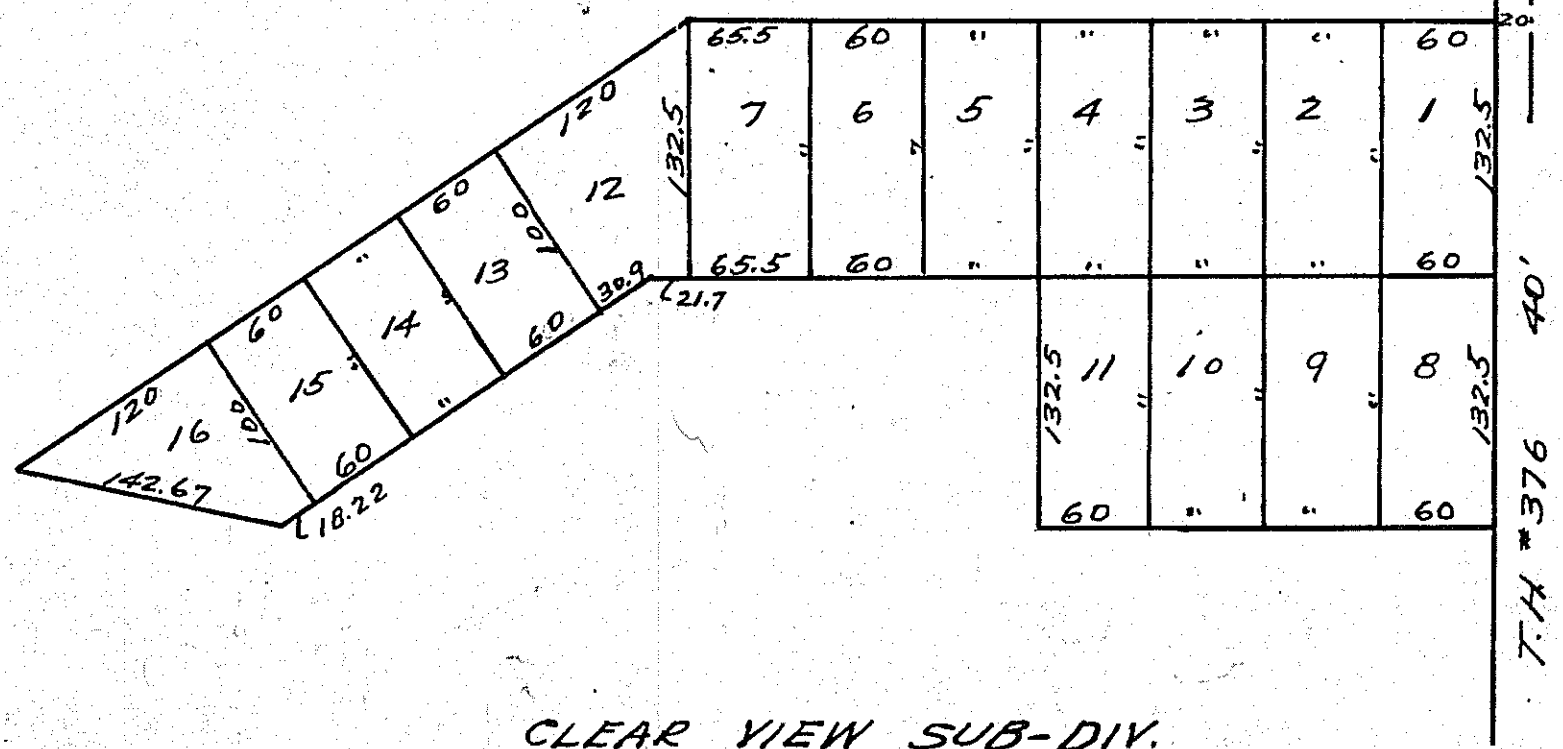 65.5 60 " " " " 60 20
120 132.5 7 6 5 4 3 2 1 132.5
" " " " " "
12
60 100
" 13 65.5 60 " " " " 60
30.9 21.7
60 14 " 60 40'
120 15 " " 132.5 11 10 9 8 132.5
16 100 " " "
142.67 60
18.22 60 " " 60
T.H #376
CLEAR VIEW SUB-DIV.